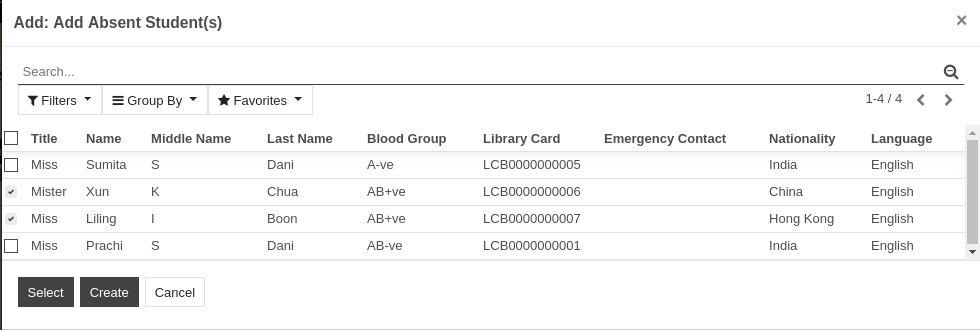 Add: Add Absent Student(s) ×
Search...
Filters Group By Favorites 1-4 / 4
Title Name Middle Name Last Name Blood Group Library Card Emergency Contact Nationality Language
Miss Sumita S Dani A-ve LCB0000000005 India English
Mister Xun K Chua AB+ve LCB0000000006 China English
Miss Liling I Boon AB+ve LCB0000000007 Hong Kong English
Miss Prachi S Dani AB-ve LCB0000000001 India English
Select Create Cancel